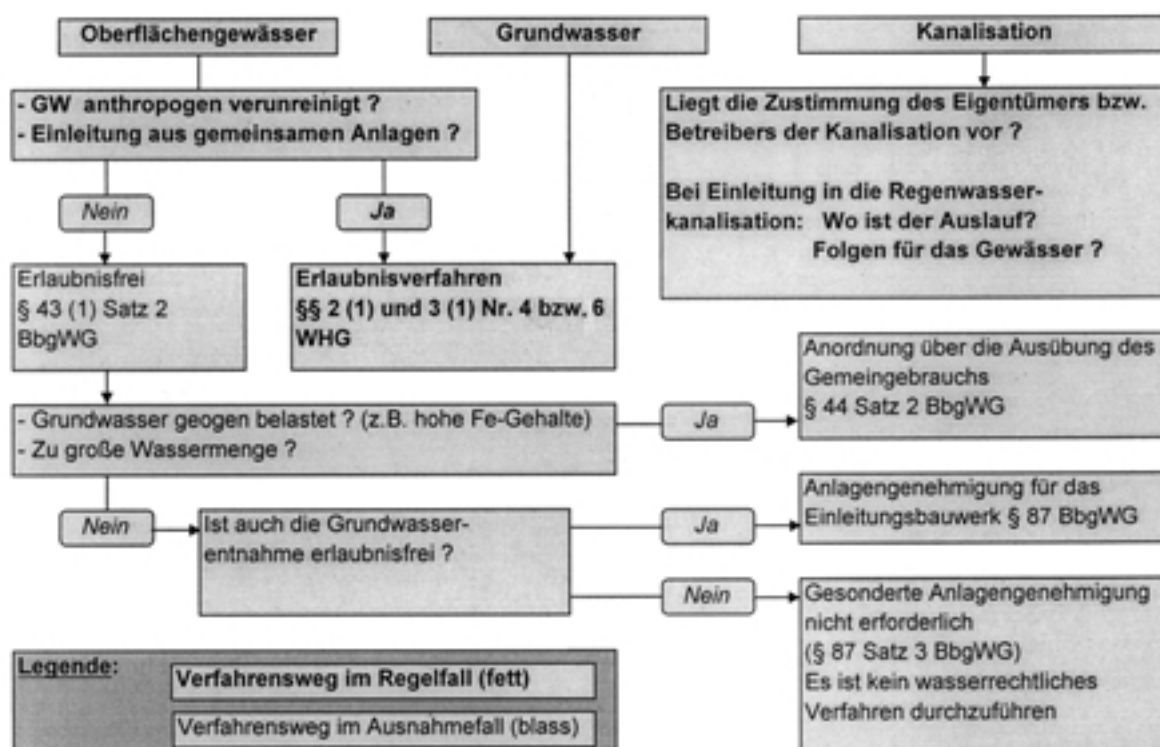 Oberflächengewässer
Grundwasser
Kanalisation
- GW anthropogen verunreinigt ?
- Einleitung aus gemeinsamen Anlagen ?
Liegt die Zustimmung des Eigentümers bzw.
Betreibers der Kanalisation vor ?
Bei Einleitung in die Regenwasser-
kanalisation: Wo ist der Auslauf?
Folgen für das Gewässer ?
Nein
Ja
Erlaubnisfrei
§ 43 (1) Satz 2
BbgWG
Erlaubnisverfahren
§§ 2 (1) und 3 (1) Nr. 4 bzw. 6
WHG
- Grundwasser geogen belastet ? (z.B. hohe Fe-Gehalte)
- Zu große Wassermenge ?
Ja
Anordnung über die Ausübung des
Gemeingebrauchs
§ 44 Satz 2 BbgWG
Nein
Ist auch die Grundwasser-
entnahme erlaubnisfrei ?
Ja
Anlagengenehmigung für das
Einleitungsbauwerk § 87 BbgWG
Nein
Gesonderte Anlagengenehmigung
nicht erforderlich
(§ 87 Satz 3 BbgWG)
Es ist kein wasserrechtliches
Verfahren durchzuführen
Legende:
Verfahrensweg im Regelfall (fett)
Verfahrensweg im Ausnahmefall (blass)